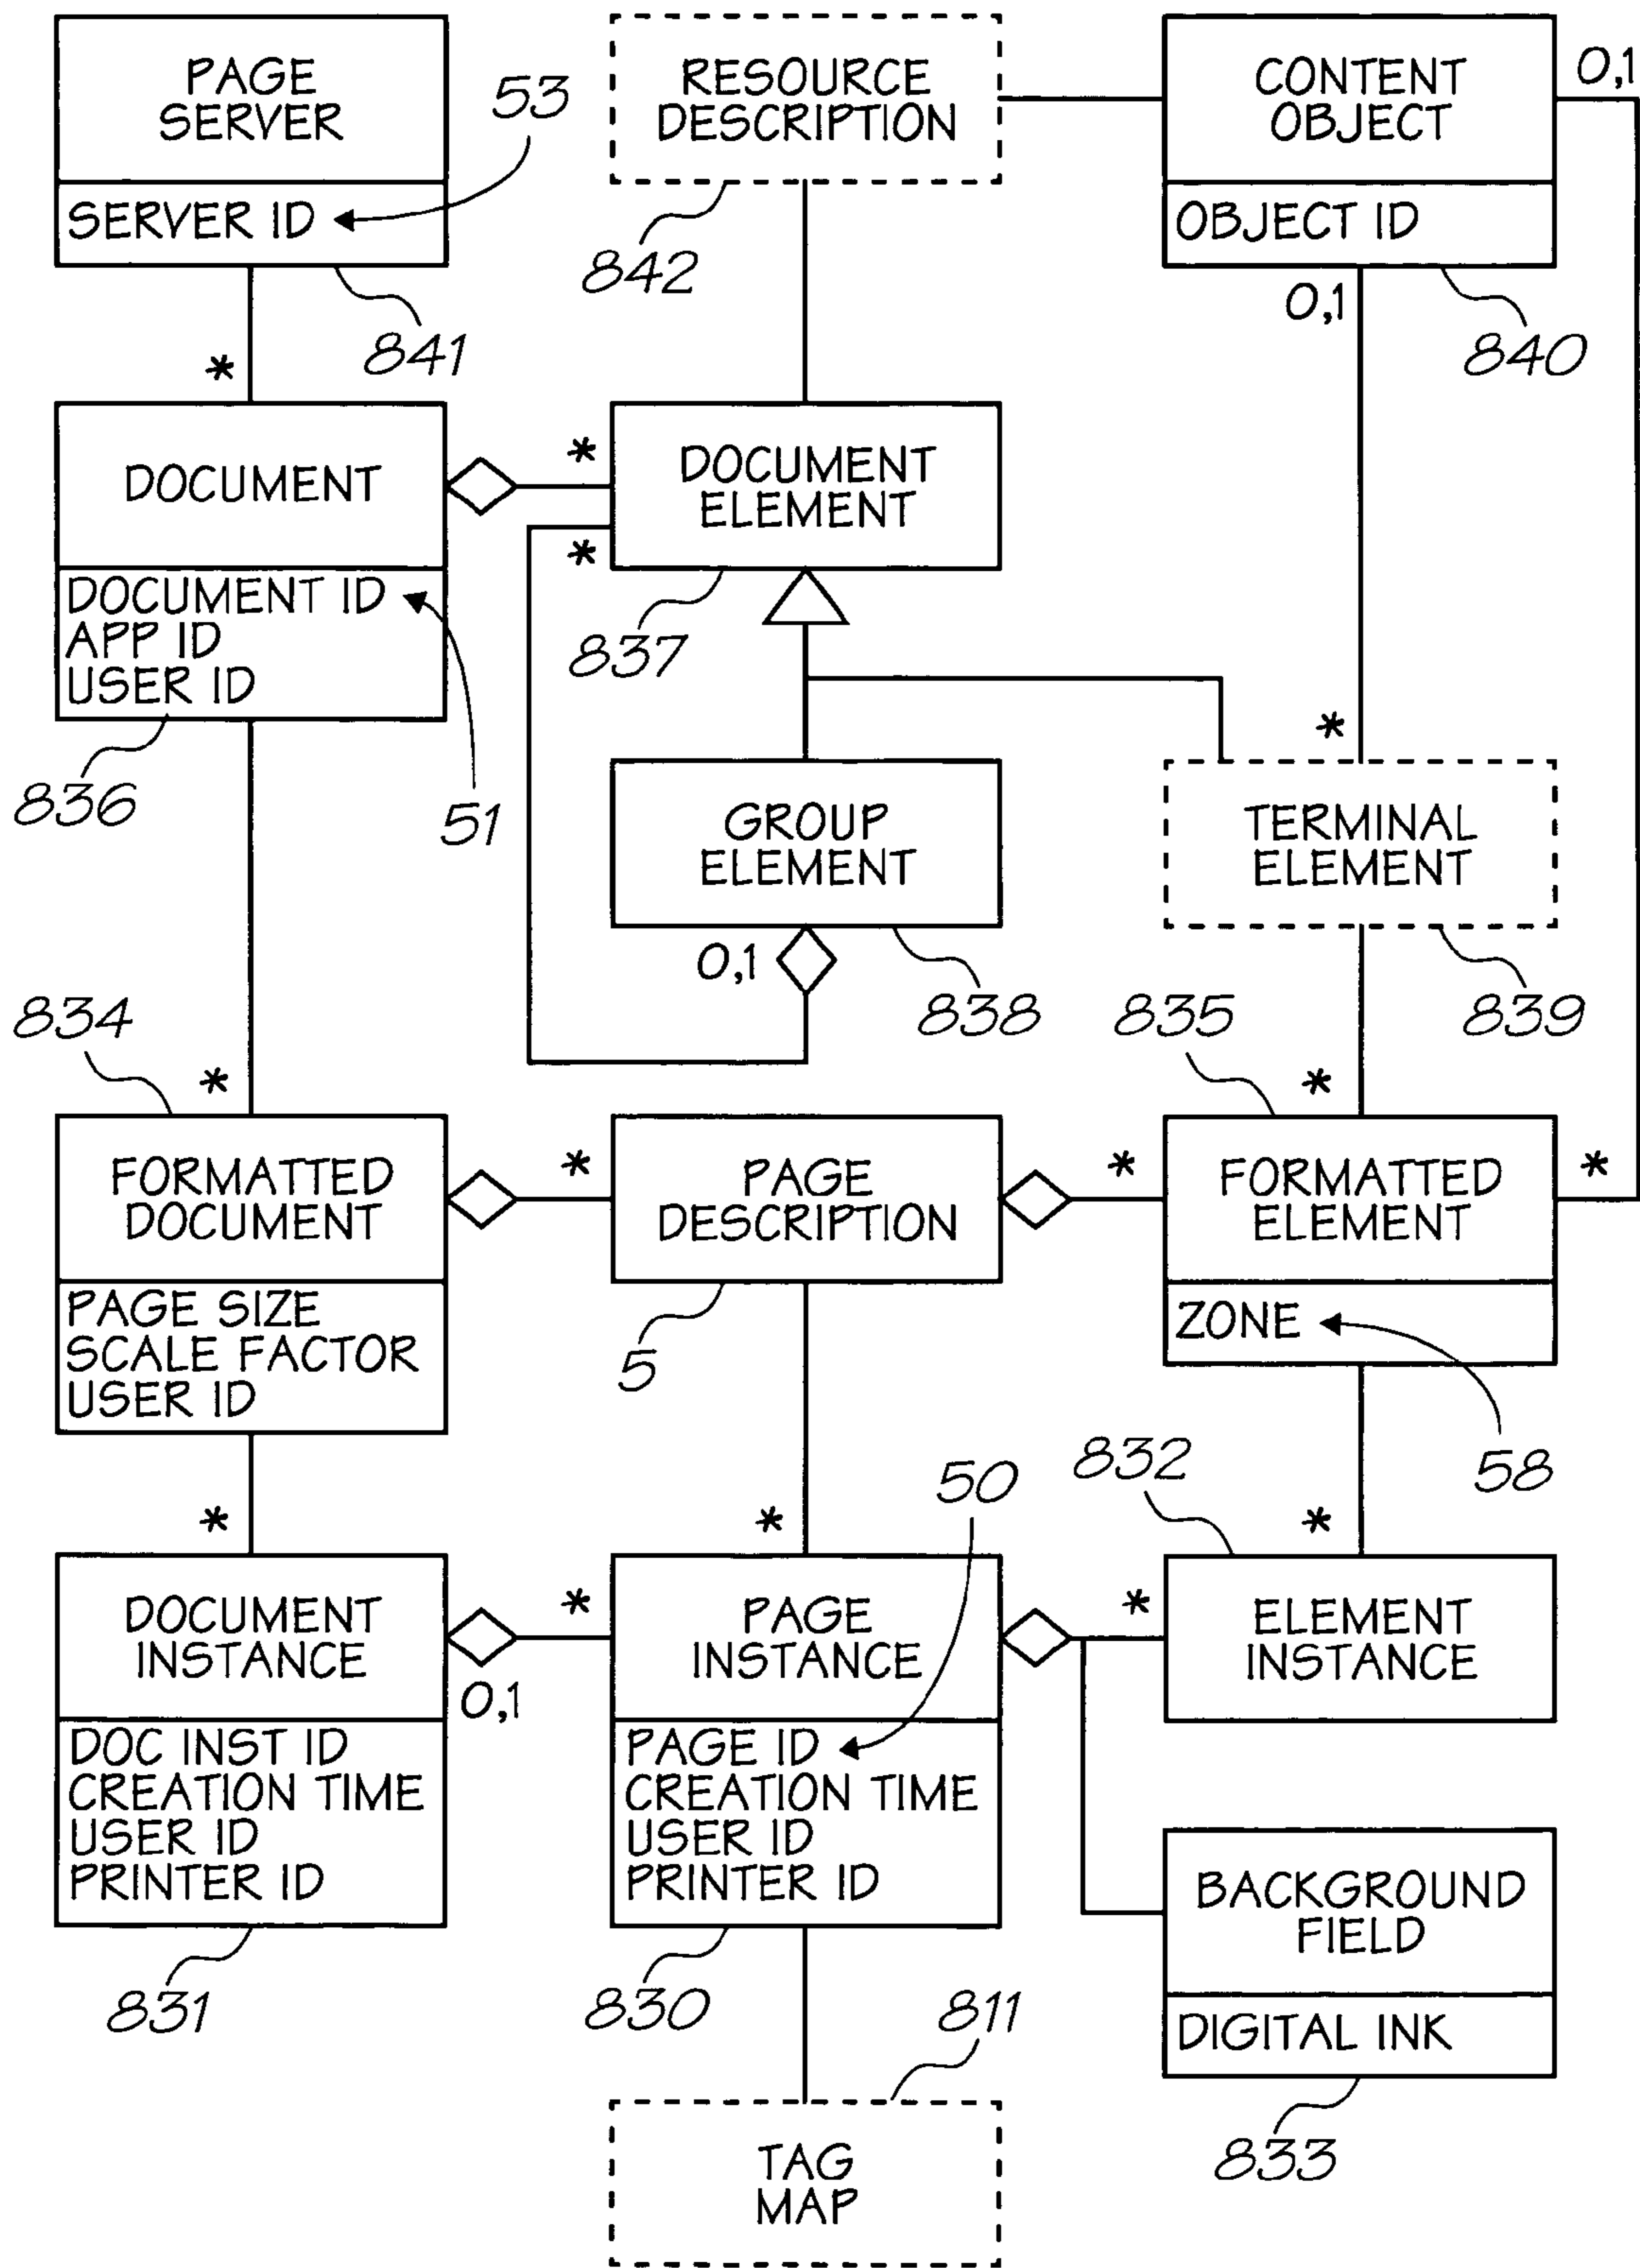 PAGE
SERVER
SERVER ID
53
841
RESOURCE
DESCRIPTION
842
CONTENT
OBJECT
OBJECT ID
0,1
0,1
840
*
DOCUMENT
DOCUMENT ID
APP ID
USER ID
836
51
*
*
DOCUMENT
ELEMENT
837
GROUP
ELEMENT
0,1
838
*
TERMINAL
ELEMENT
839
834
*
FORMATTED
DOCUMENT
PAGE SIZE
SCALE FACTOR
USER ID
*
PAGE
DESCRIPTION
5
835
*
*
*
FORMATTED
ELEMENT
ZONE
58
*
DOCUMENT
INSTANCE
0,1
DOC INST ID
CREATION TIME
USER ID
PRINTER ID
831
50
*
*
PAGE
INSTANCE
PAGE ID
CREATION TIME
USER ID
PRINTER ID
830
832
*
*
ELEMENT
INSTANCE
BACKGROUND
FIELD
DIGITAL INK
833
811
TAG
MAP